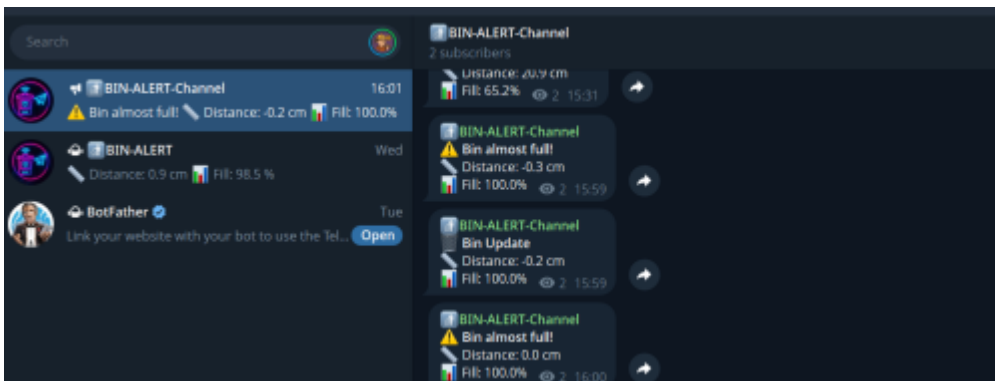 Search
BIN-ALERT-Channel 16:01
Bin almost full! Distance: -0.2 cm Fill: 100.0%
BIN-ALERT Wed
Distance: 0.9 cm Fill: 98.5 %
BotFather Tue
Link your website with your bot to use the Tel... Open
BIN-ALERT-Channel
2 subscribers
Distance: 20.9 cm
Fill: 65.2% 2 15:31
BIN-ALERT-Channel
Bin almost full!
Distance: -0.3 cm
Fill: 100.0% 2 15:59
BIN-ALERT-Channel
Bin Update
Distance: -0.2 cm
Fill: 100.0% 2 15:59
BIN-ALERT-Channel
Bin almost full!
Distance: 0.0 cm
Fill: 100.0% 2 16:00